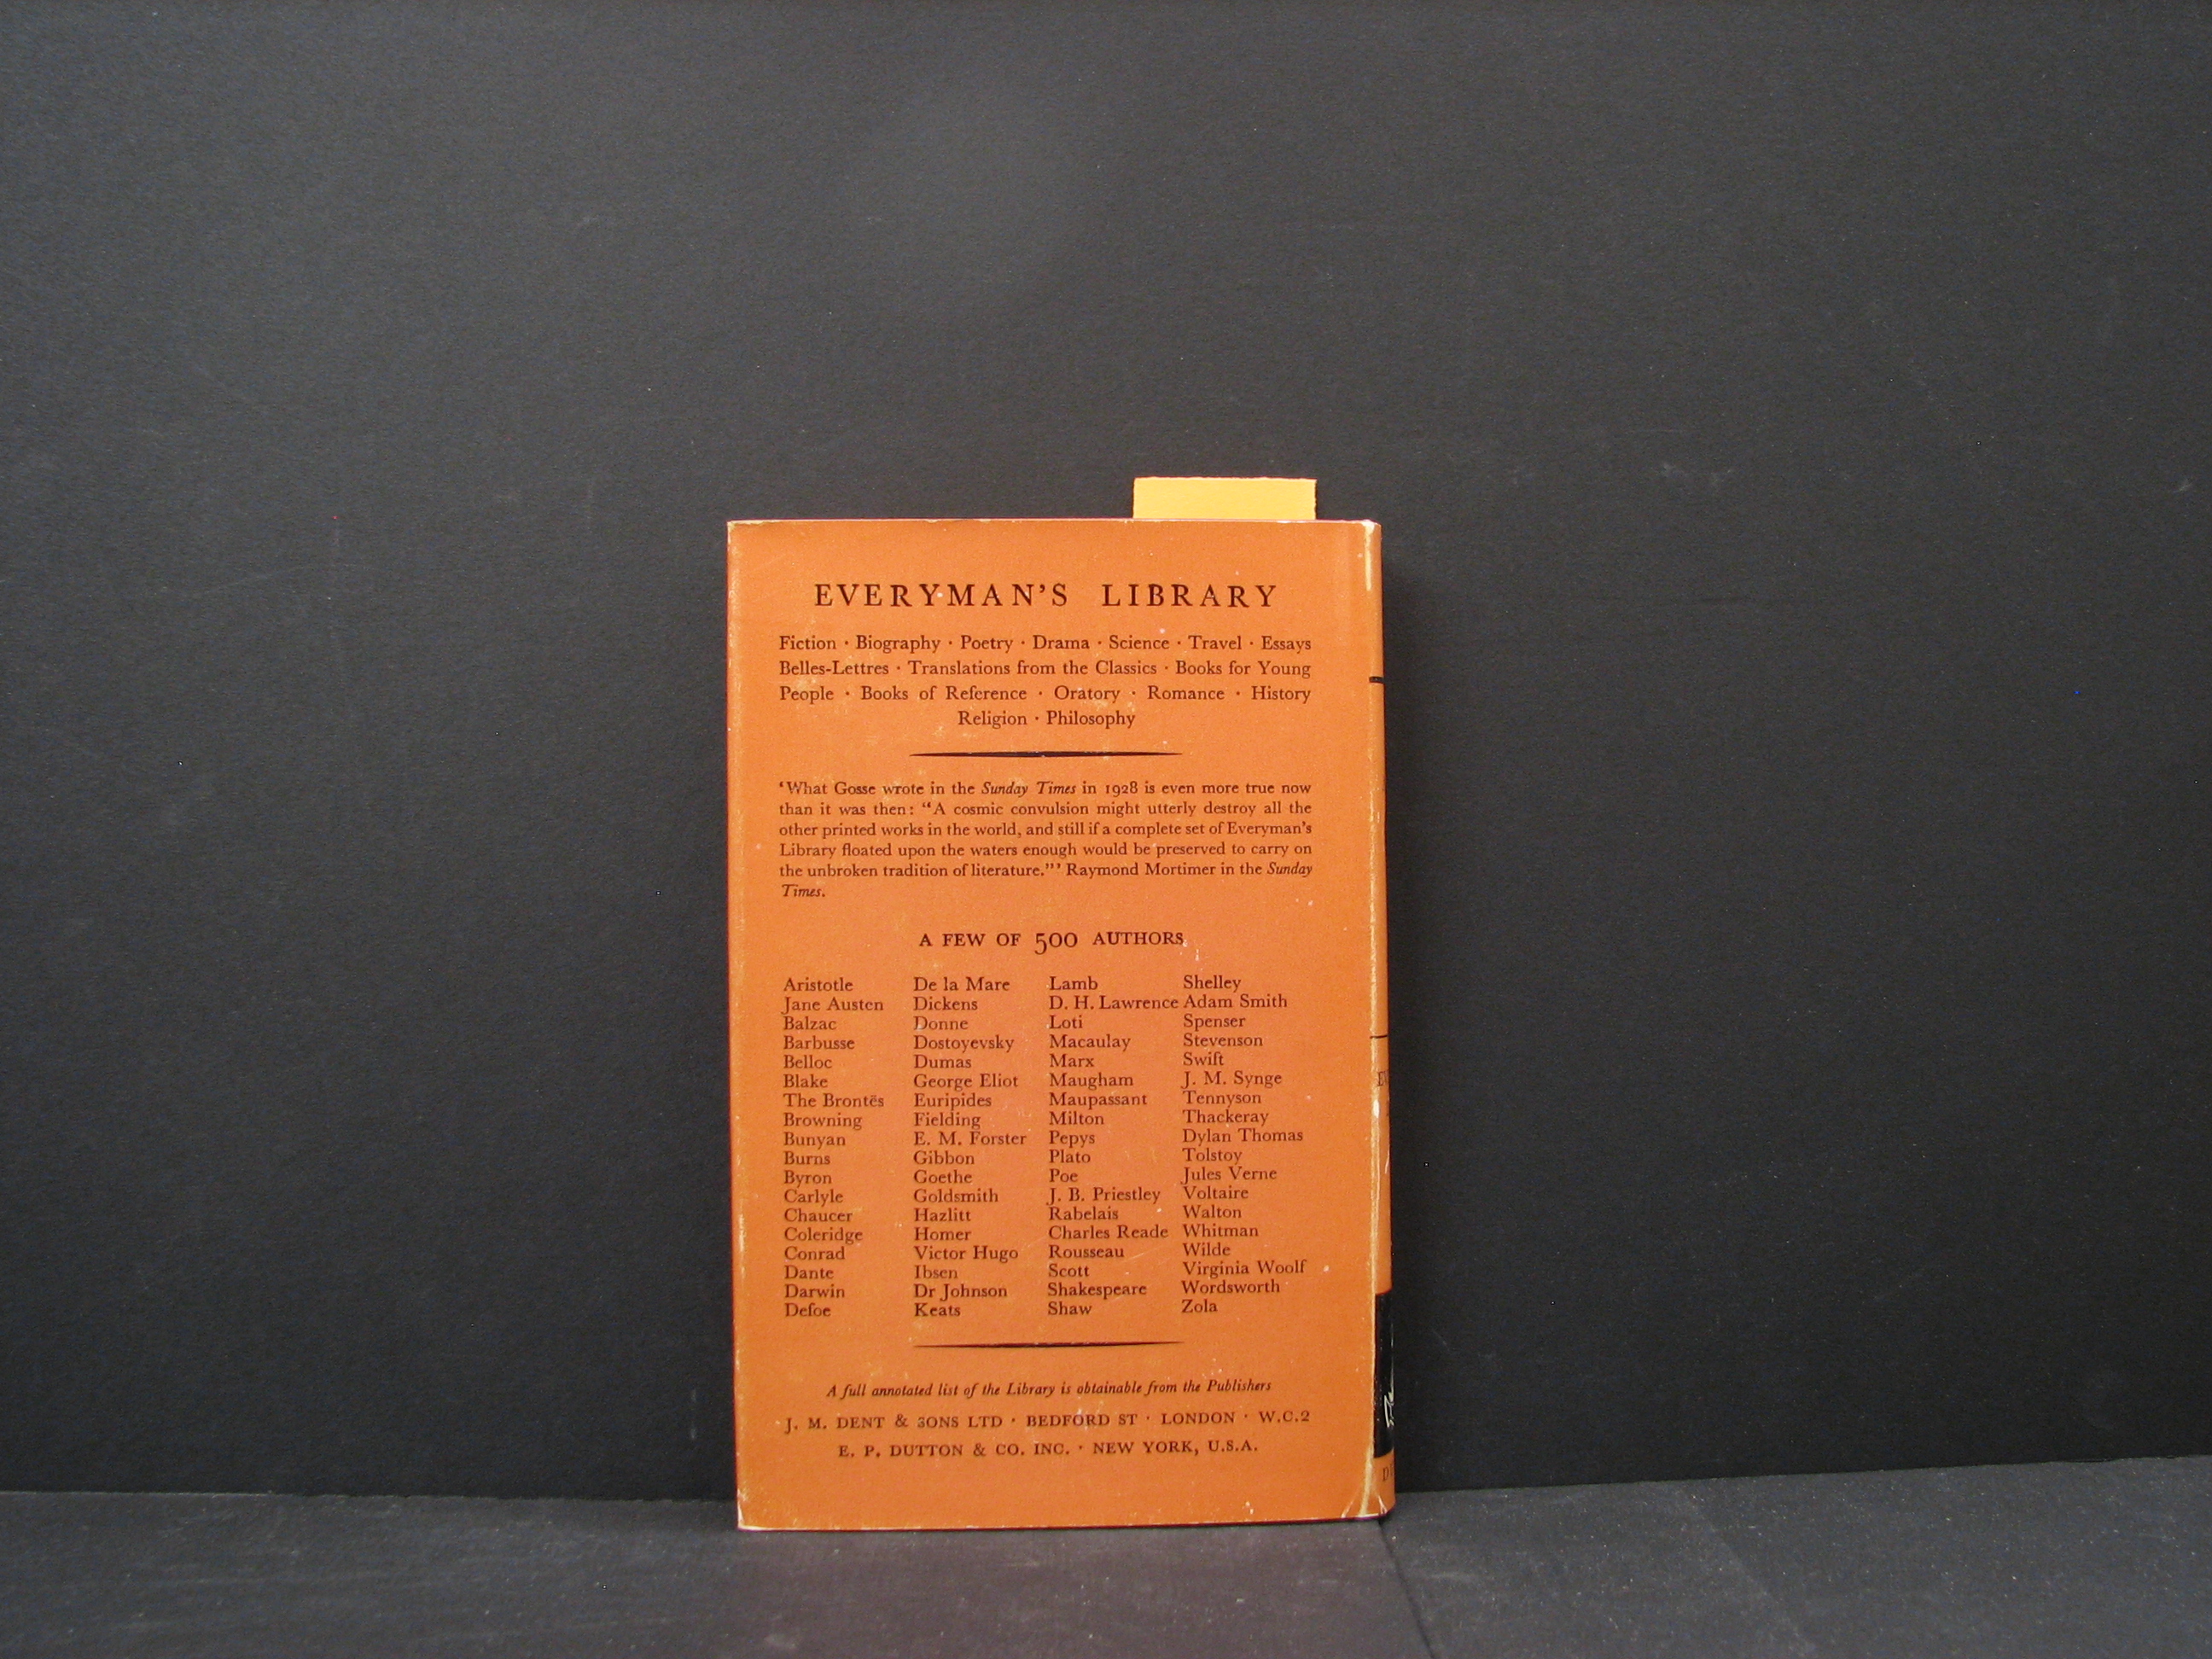 EVERYMAN'S LIBRARY
Fiction · Biography · Poetry · Drama · Science · Travel · Essays
Belles-Lettres · Translations from the Classics · Books for Young
People · Books of Reference · Oratory · Romance · History
Religion · Philosophy
‘What Gosse wrote in the Sunday Times in 1928 is even more true now
than it was then: “A cosmic convulsion might utterly destroy all the
other printed works in the world, and still if a complete set of Everyman's
Library floated upon the waters enough would be preserved to carry on
the unbroken tradition of literature.”’ Raymond Mortimer in the Sunday
Times.
A FEW OF 500 AUTHORS
Aristotle
Jane Austen
Balzac
Barbusse
Belloc
Blake
The Brontës
Browning
Bunyan
Burns
Byron
Carlyle
Chaucer
Coleridge
Conrad
Dante
Darwin
Defoe
De la Mare
Dickens
Donne
Dostoyevsky
Dumas
George Eliot
Euripides
Fielding
E. M. Forster
Gibbon
Goethe
Goldsmith
Hazlitt
Homer
Victor Hugo
Ibsen
Dr Johnson
Keats
Lamb
D. H. Lawrence
Loti
Macaulay
Marx
Maugham
Maupassant
Milton
Pepys
Plato
Poe
J. B. Priestley
Rabelais
Charles Reade
Rousseau
Scott
Shakespeare
Shaw
Shelley
Adam Smith
Spenser
Stevenson
Swift
J. M. Synge
Tennyson
Thackeray
Dylan Thomas
Tolstoy
Jules Verne
Voltaire
Walton
Whitman
Wilde
Virginia Woolf
Wordsworth
Zola
A full annotated list of the Library is obtainable from the Publishers
J. M. DENT & SONS LTD · BEDFORD ST · LONDON · W.C.2
E. P. DUTTON & CO. INC. · NEW YORK, U.S.A.